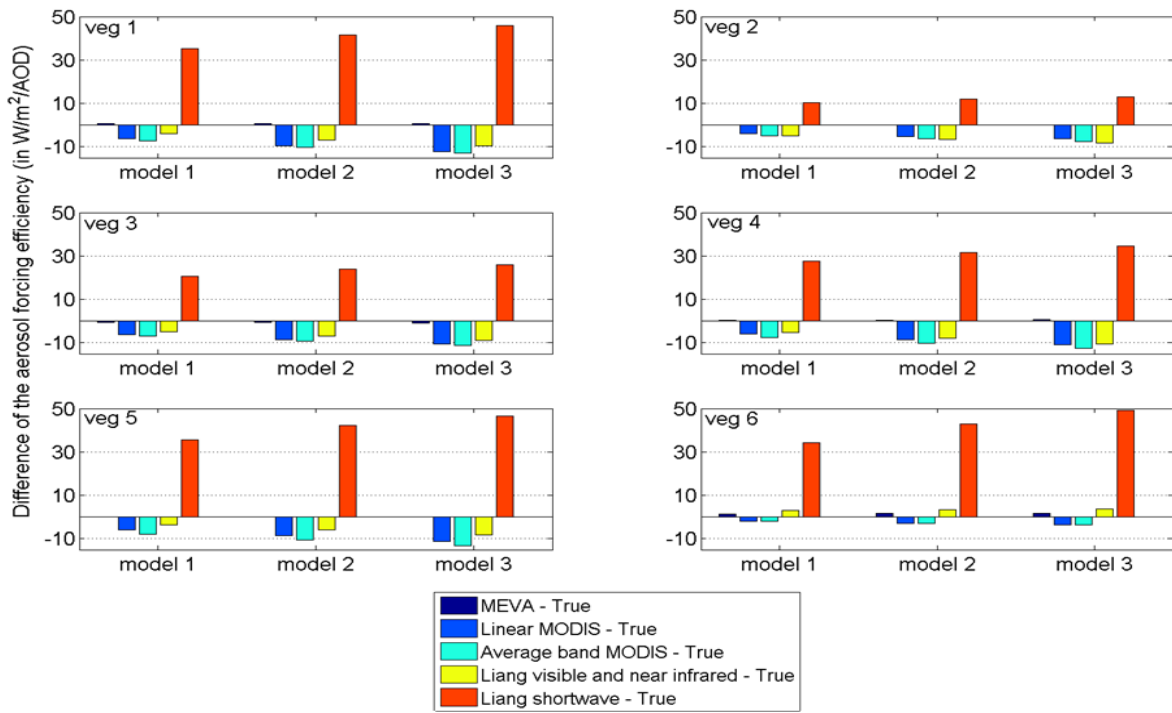 Difference of the aerosol forcing efficiency (in W/m²/AOD)
veg 1
50
30
10
-10
model 1 model 2 model 3
veg 2
50
30
10
-10
model 1 model 2 model 3
veg 3
50
30
10
-10
model 1 model 2 model 3
veg 4
50
30
10
-10
model 1 model 2 model 3
veg 5
50
30
10
-10
model 1 model 2 model 3
veg 6
50
30
10
-10
model 1 model 2 model 3
MEVA - True
Linear MODIS - True
Average band MODIS - True
Liang visible and near infrared - True
Liang shortwave - True